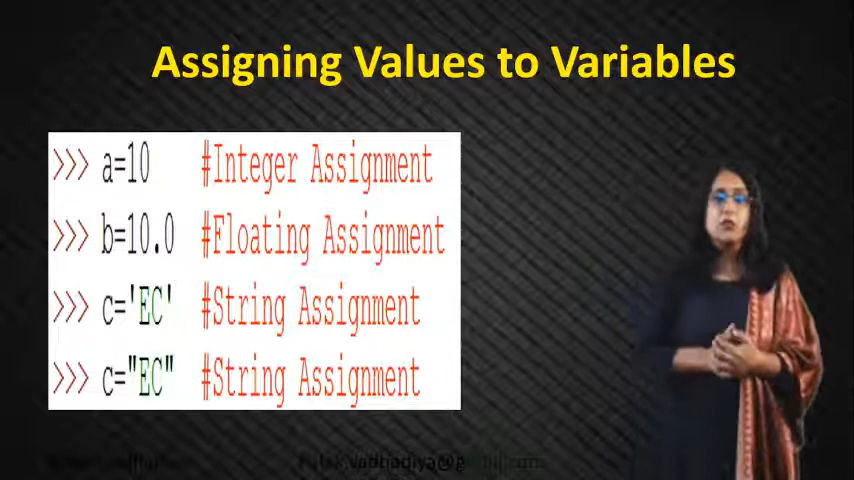 Assigning Values to Variables
>>> a=10 #Integer Assignment
>>> b=10.0 #Floating Assignment
>>> c='EC' #String Assignment
>>> c="EC" #String Assignment